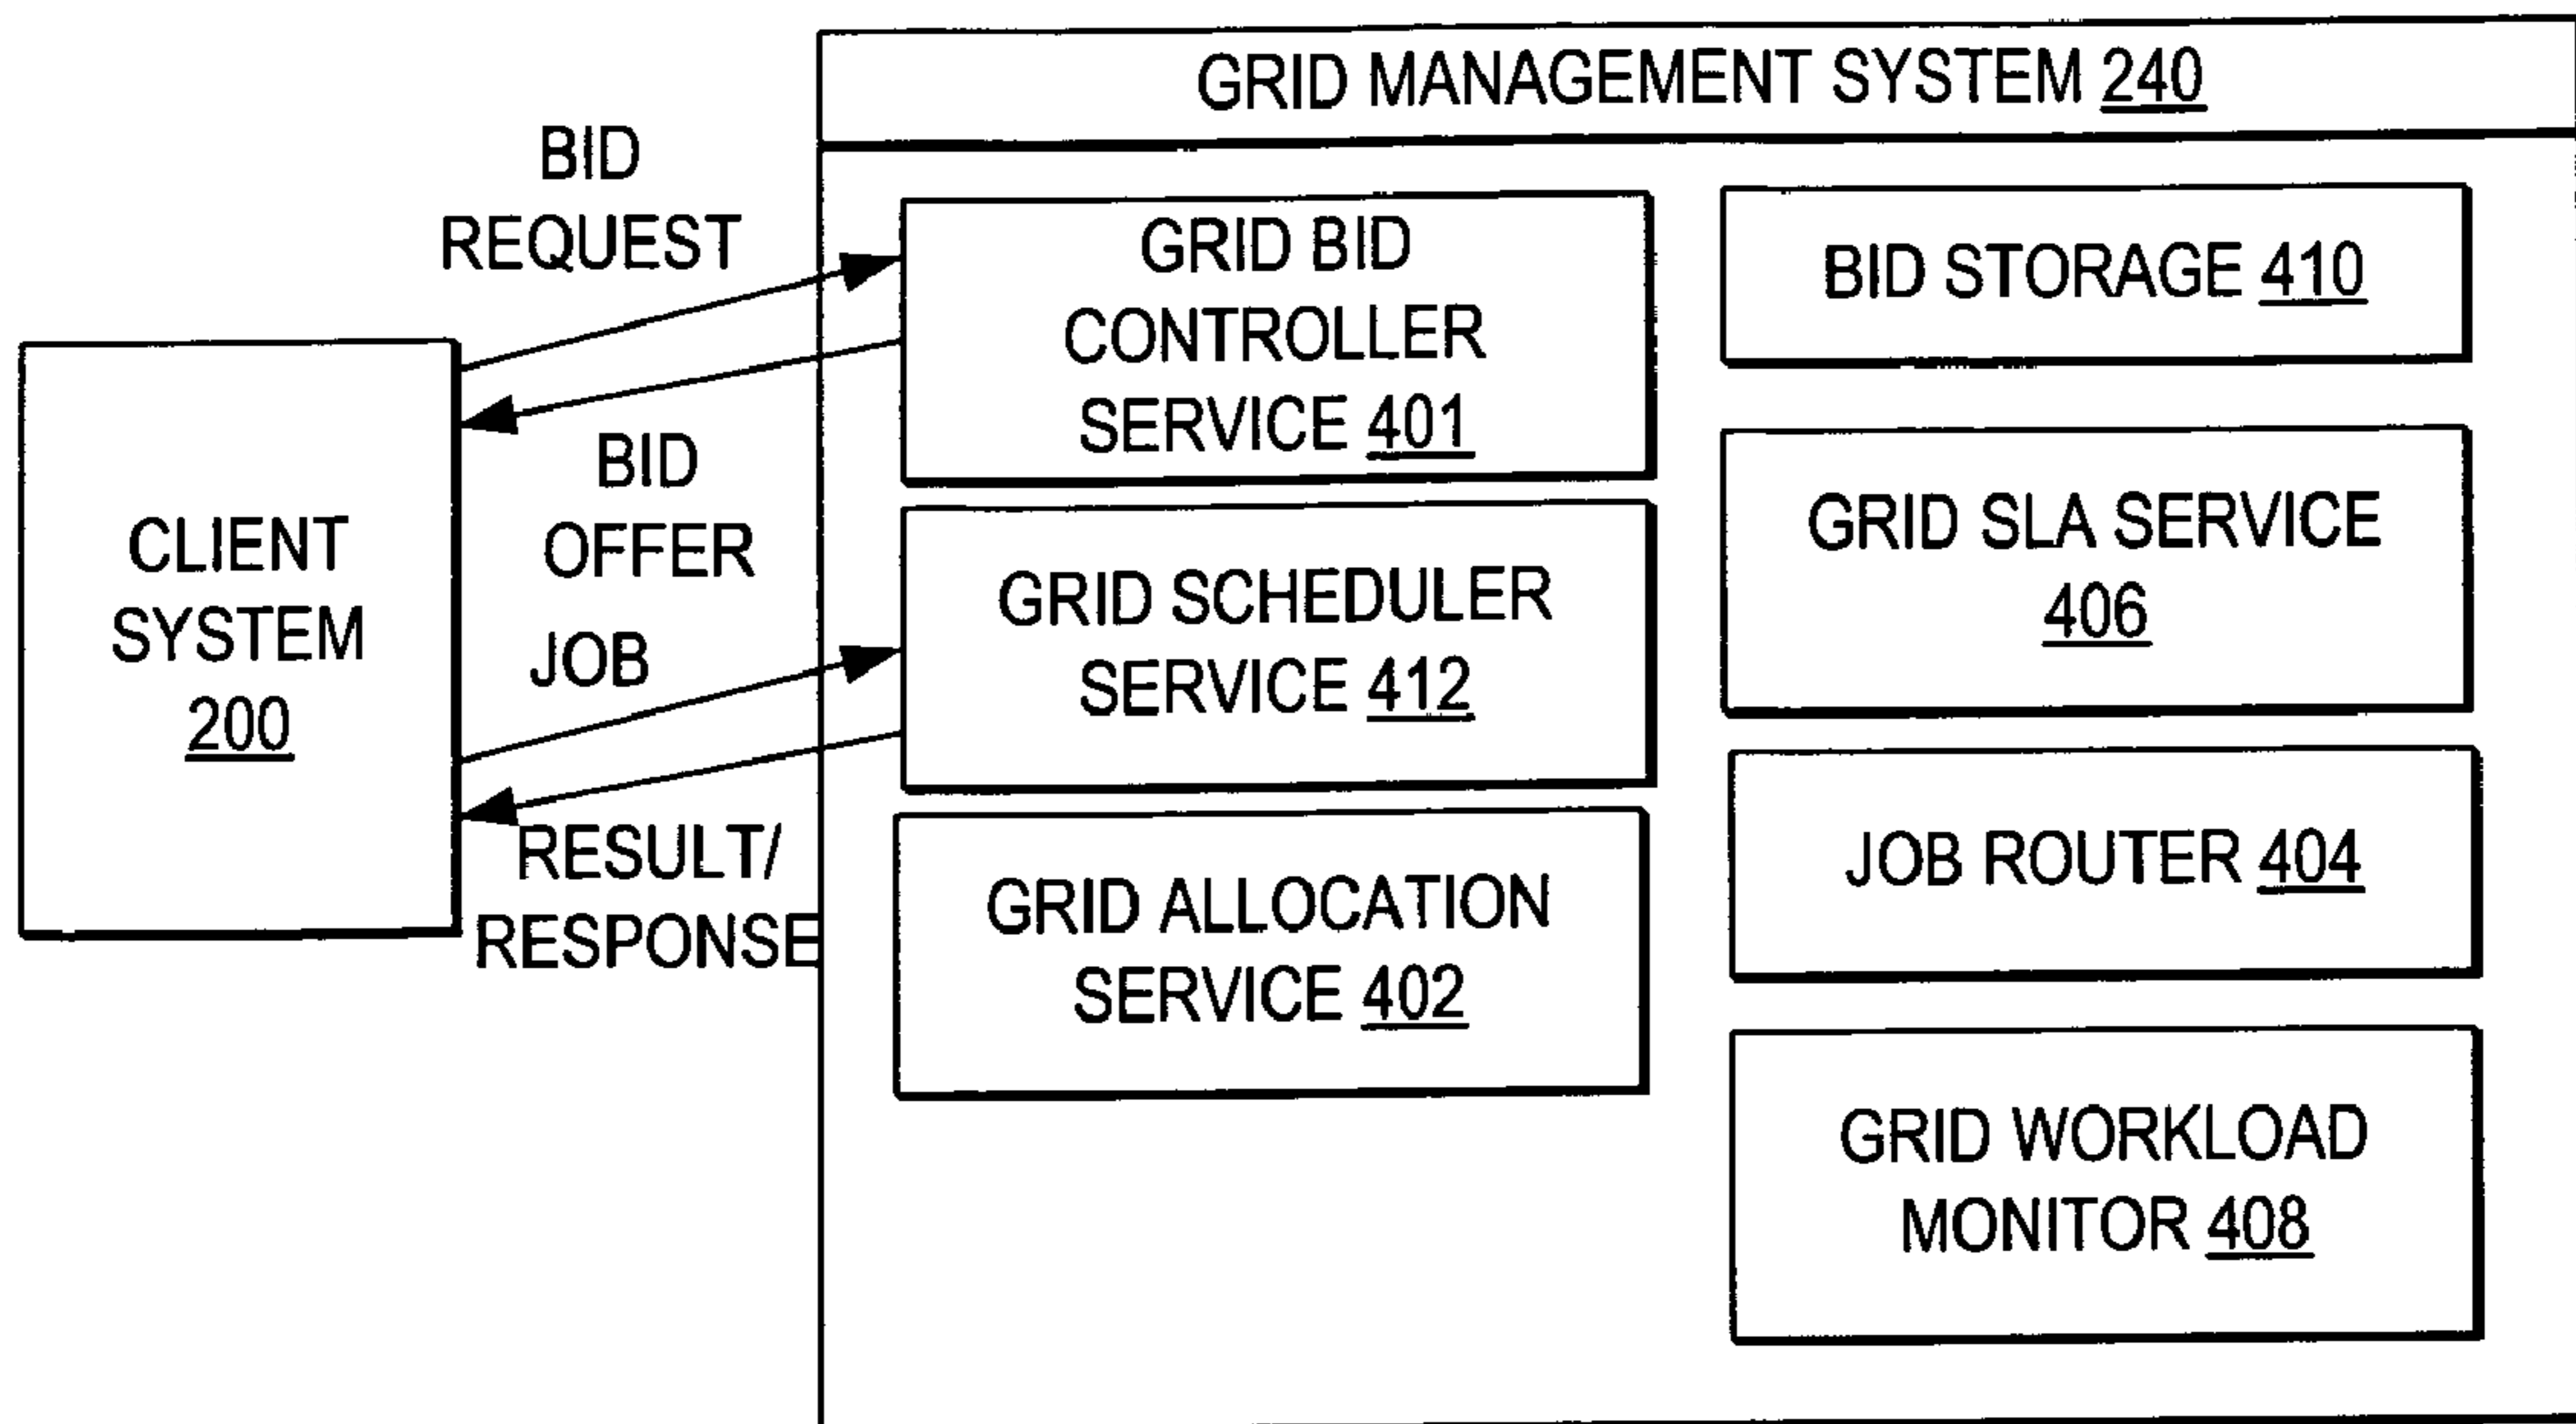 GRID MANAGEMENT SYSTEM 240
BID
REQUEST
GRID BID
CONTROLLER
SERVICE 401
BID STORAGE 410
CLIENT
SYSTEM
200
BID
OFFER
JOB
GRID SCHEDULER
SERVICE 412
GRID SLA SERVICE
406
RESULT/
RESPONSE
GRID ALLOCATION
SERVICE 402
JOB ROUTER 404
GRID WORKLOAD
MONITOR 408